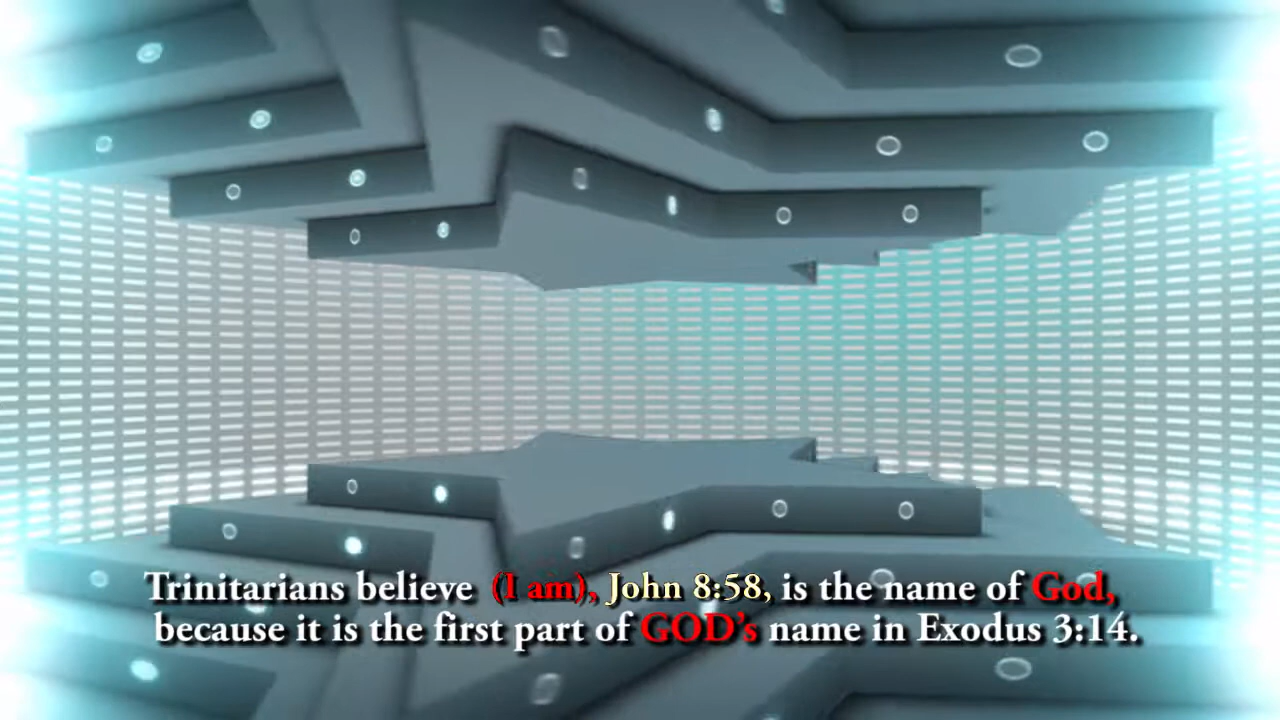 Trinitarians believe (I am), John 8:58, is the name of God,
because it is the first part of GOD's name in Exodus 3:14.